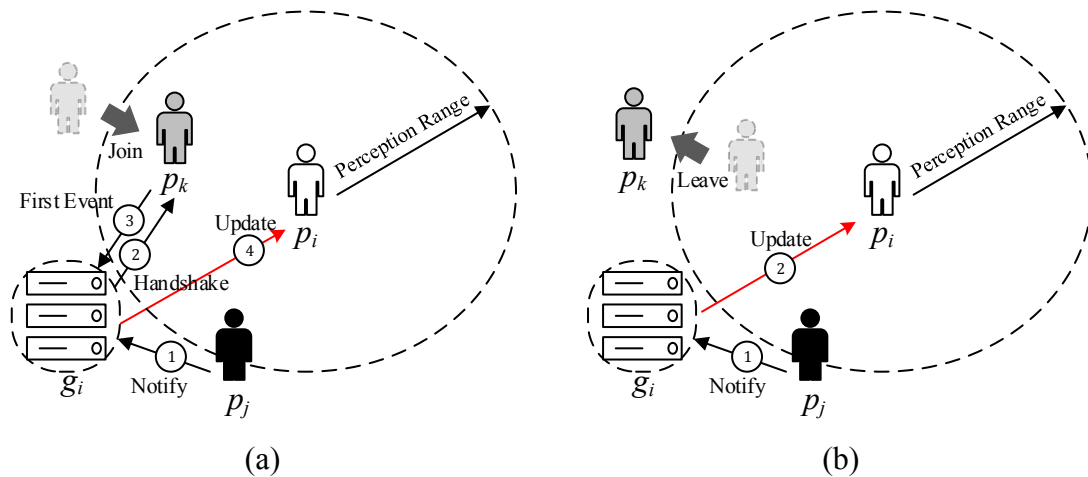 Perception Range
Join
p_k
First Event
3
2
Update
4
p_i
Handshake
1
Notify
g_i
p_j
(a)
Perception Range
p_k
Leave
Update
p_i
2
1
Notify
g_i
p_j
(b)